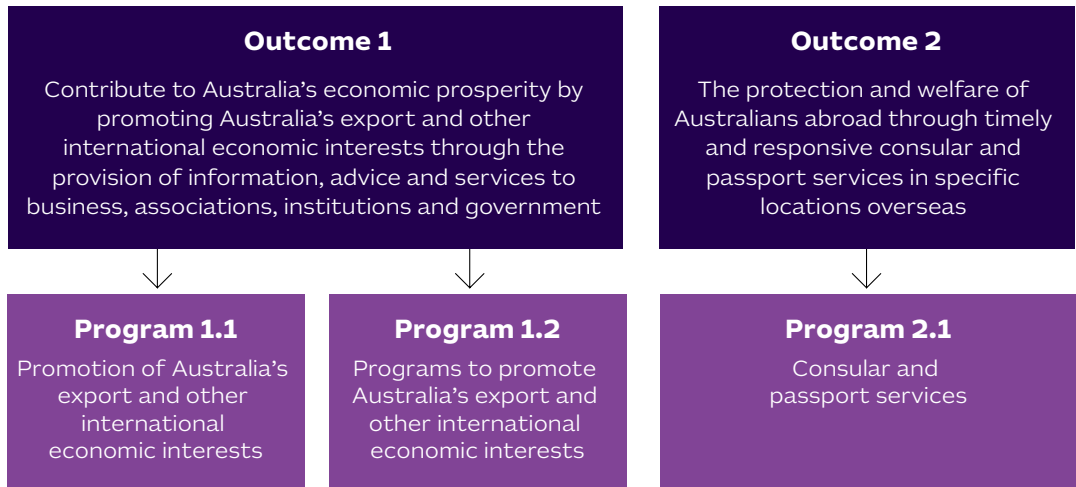 Outcome 1
Contribute to Australia’s economic prosperity by
promoting Australia’s export and other
international economic interests through the
provision of information, advice and services to
business, associations, institutions and government
Outcome 2
The protection and welfare of
Australians abroad through timely
and responsive consular and
passport services in specific
locations overseas
Program 1.1
Promotion of Australia’s
export and other
international
economic interests
Program 1.2
Programs to promote
Australia’s export and
other international
economic interests
Program 2.1
Consular and
passport services